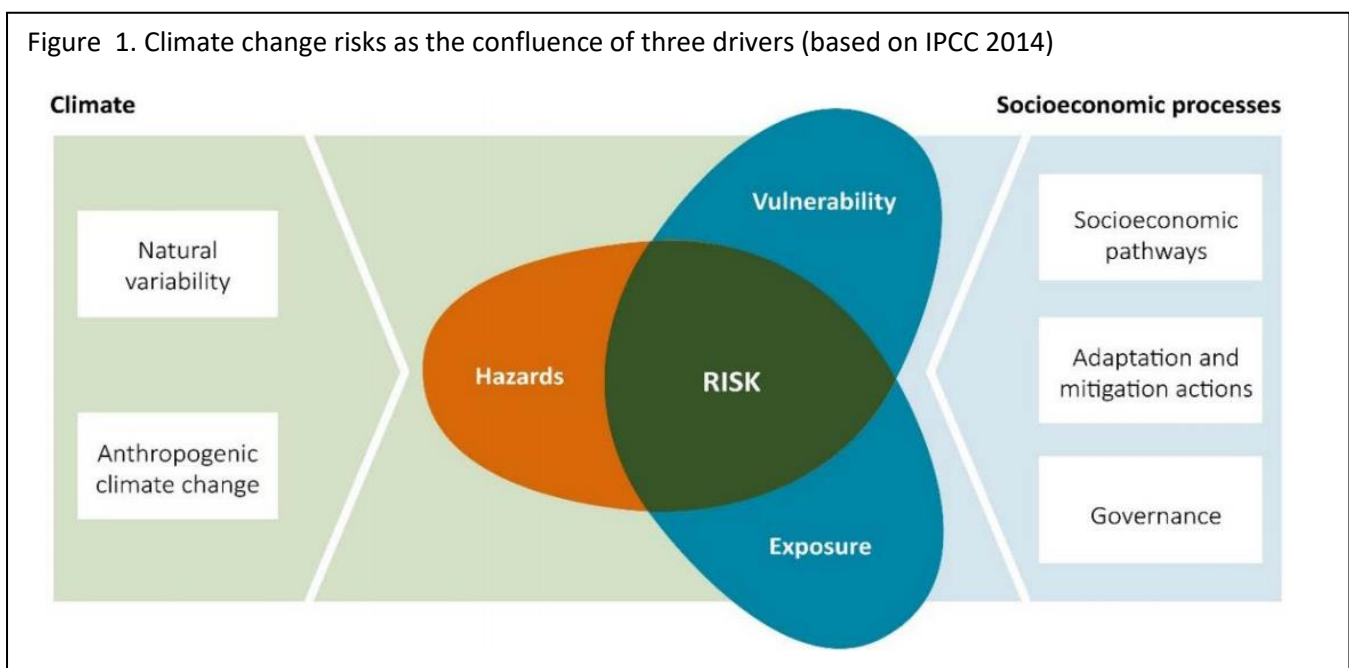 Figure 1. Climate change risks as the confluence of three drivers (based on IPCC 2014)
Climate
Socioeconomic processes
Natural
variability
Anthropogenic
climate change
Vulnerability
Hazards
RISK
Exposure
Socioeconomic
pathways
Adaptation and
mitigation actions
Governance